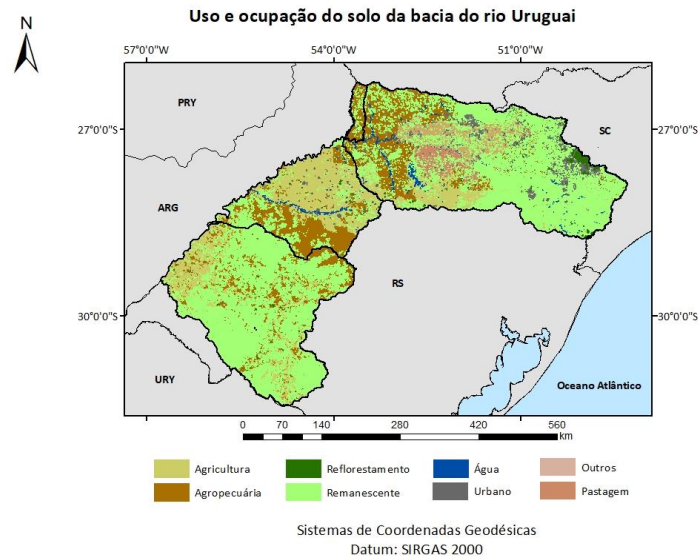 Uso e ocupação do solo da bacia do rio Uruguai
N
57°0'0"W 54°0'0"W 51°0'0"W
PRY
27°0'0"S SC 27°0'0"S
ARG
RS
30°0'0"S 30°0'0"S
URY
Oceano Atlântico
0 70 140 280 420 560
km
Agricultura Reflorestamento Água Outros
Agropecuária Remanescente Urbano Pastagem
Sistemas de Coordenadas Geodésicas
Datum: SIRGAS 2000